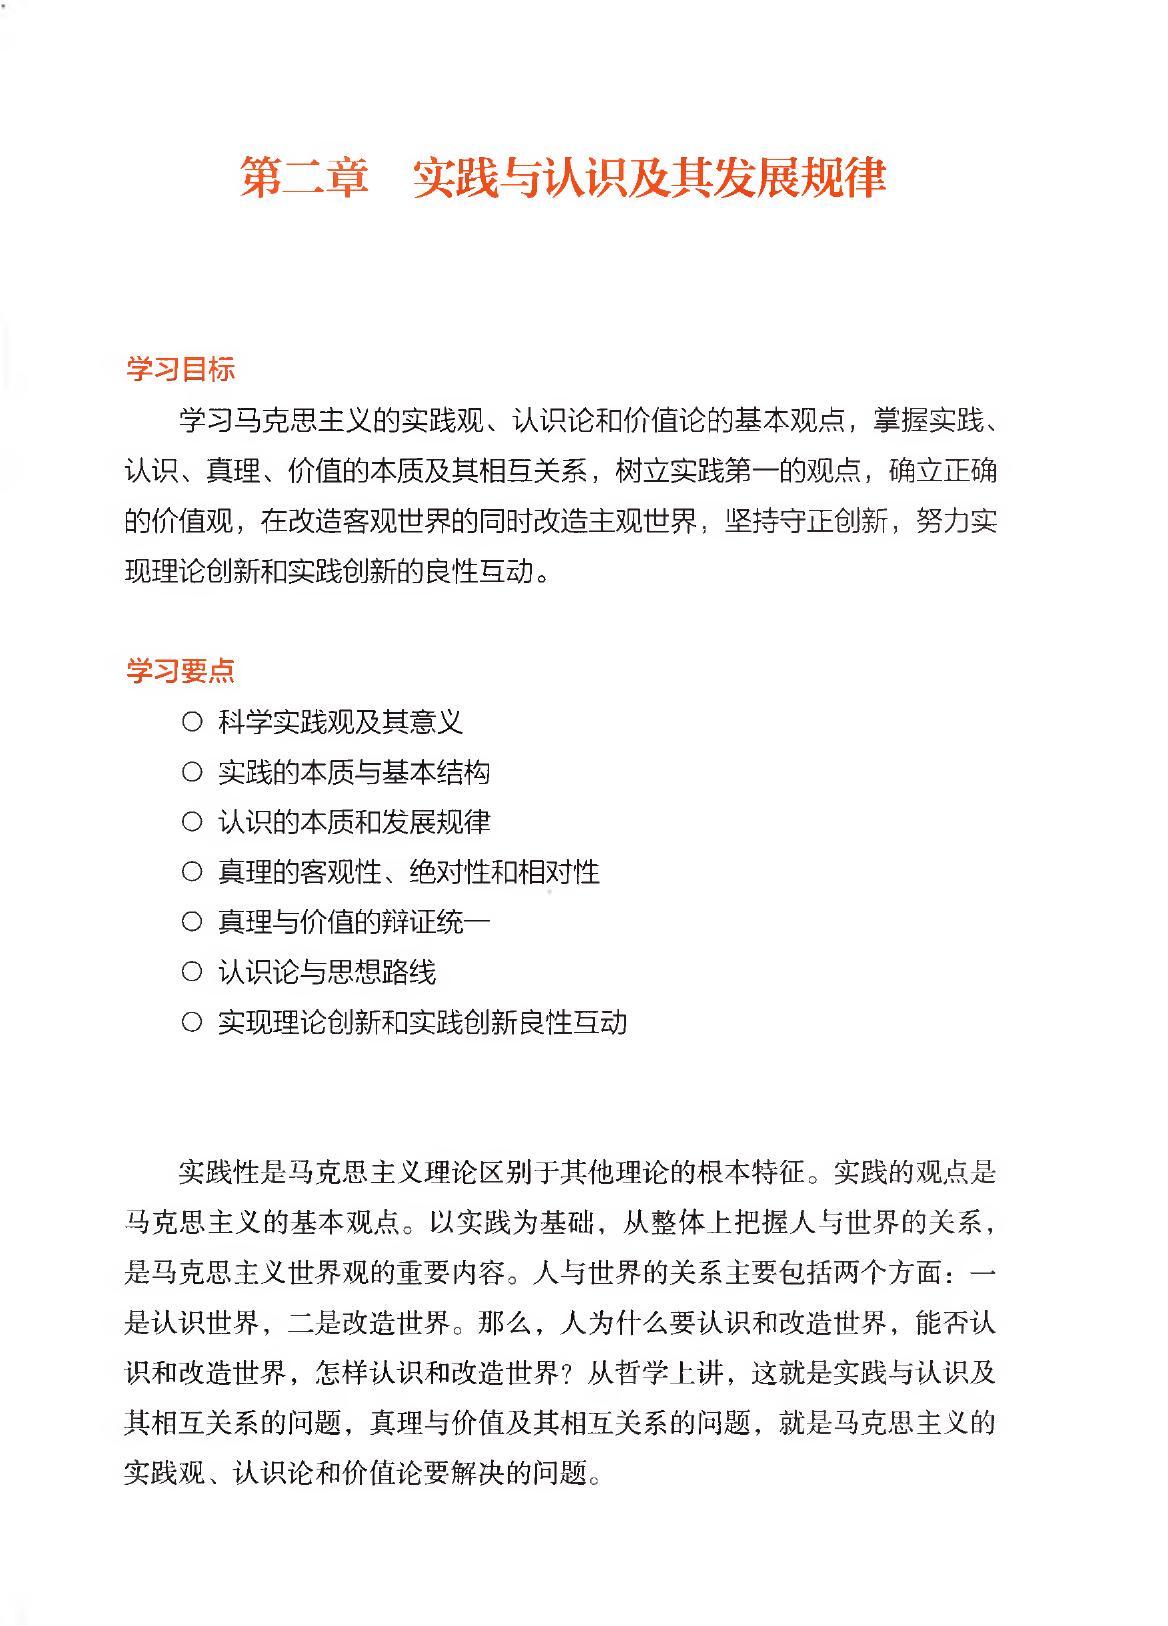 第二章　实践与认识及其发展规律
学习目标
学习马克思主义的实践观、认识论和价值论的基本观点，掌握实践、
认识、真理、价值的本质及其相互关系，树立实践第一的观点，确立正确
的价值观，在改造客观世界的同时改造主观世界，坚持守正创新，努力实
现理论创新和实践创新的良性互动。
学习要点
○ 科学实践观及其意义
○ 实践的本质与基本结构
○ 认识的本质和发展规律
○ 真理的客观性、绝对性和相对性
○ 真理与价值的辩证统一
○ 认识论与思想路线
○ 实现理论创新和实践创新良性互动
实践性是马克思主义理论区别于其他理论的根本特征。实践的观点是
马克思主义的基本观点。以实践为基础，从整体上把握人与世界的关系，
是马克思主义世界观的重要内容。人与世界的关系主要包括两个方面：一
是认识世界，二是改造世界。那么，人为什么要认识和改造世界，能否认
识和改造世界，怎样认识和改造世界？从哲学上讲，这就是实践与认识及
其相互关系的问题，真理与价值及其相互关系的问题，就是马克思主义的
实践观、认识论和价值论要解决的问题。